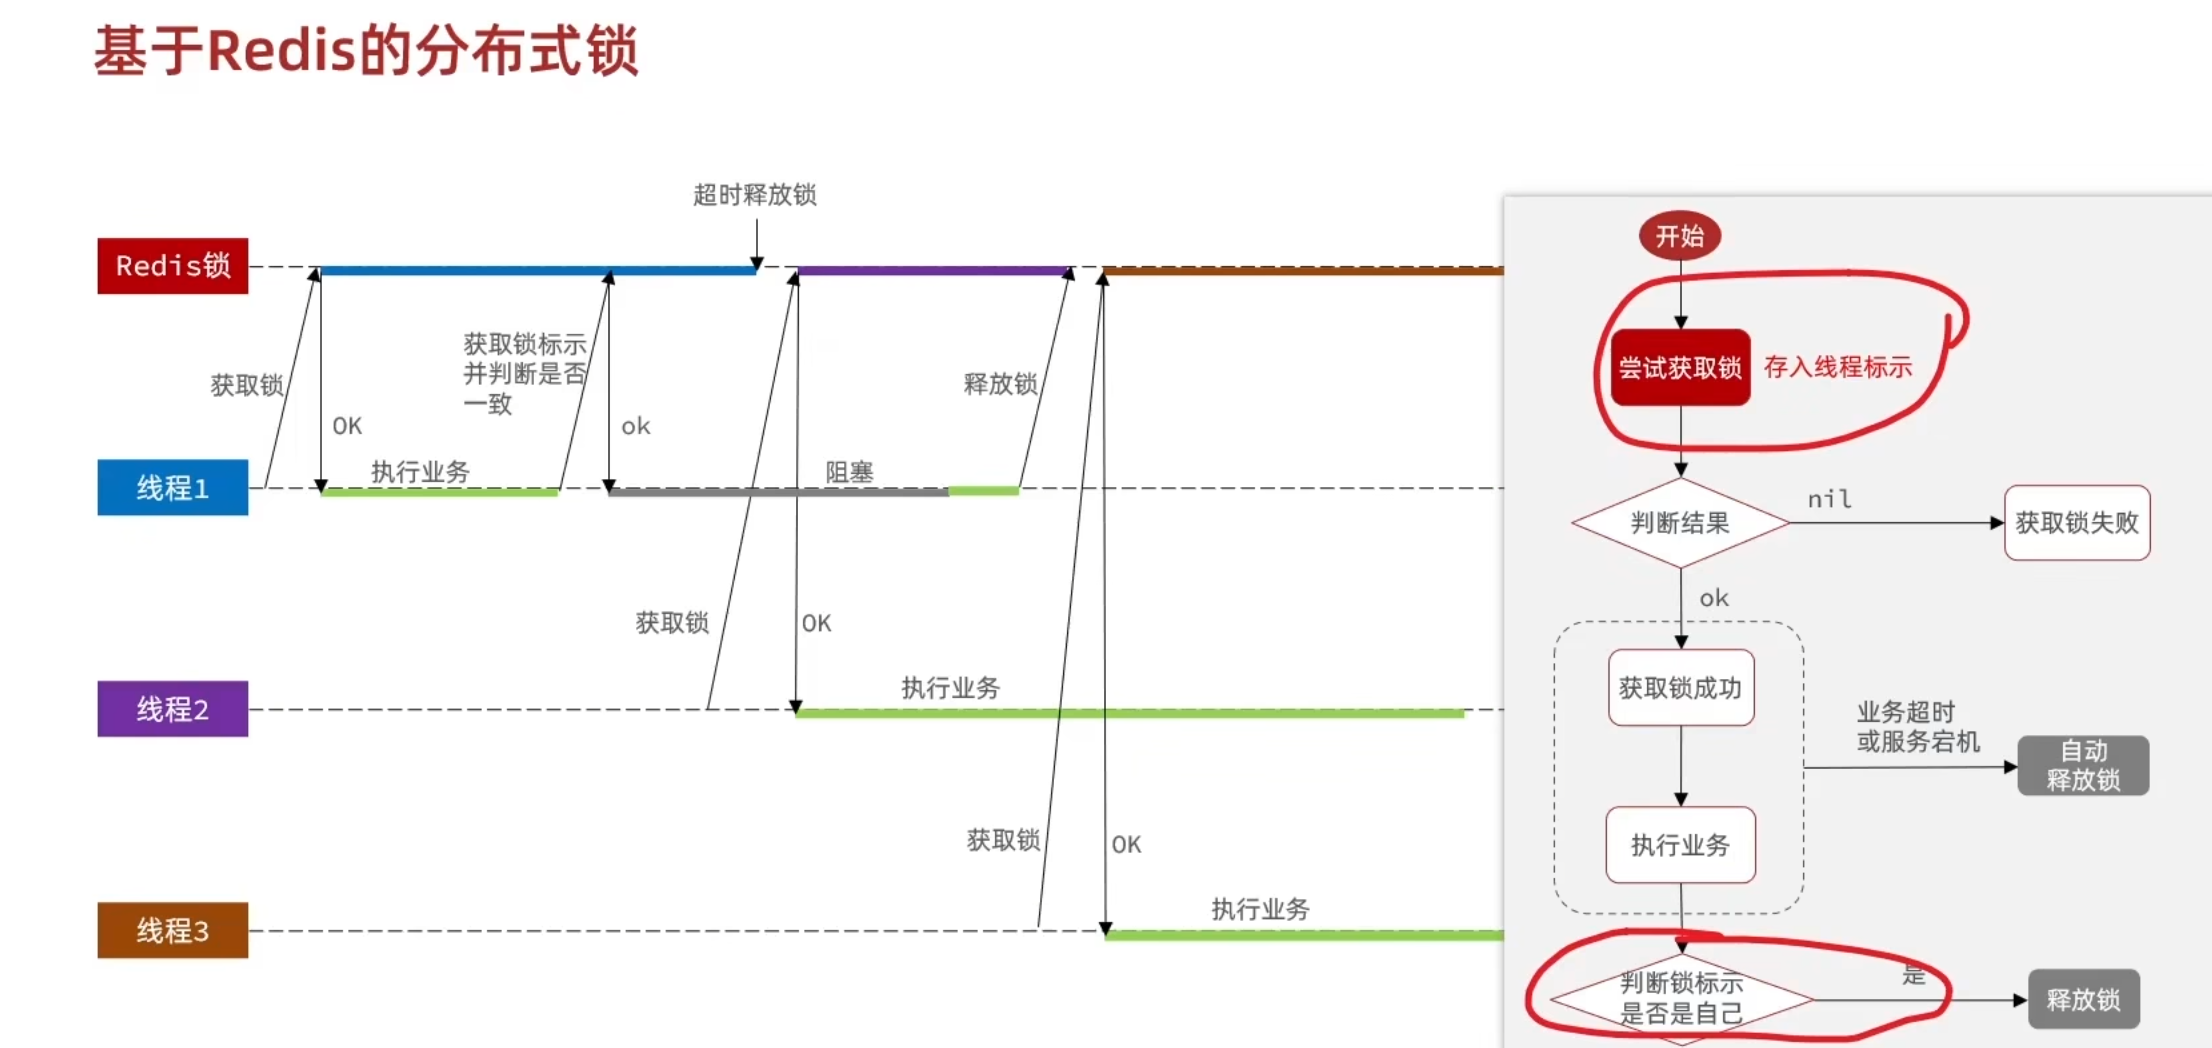 基于Redis的分布式锁
超时释放锁
Redis锁
获取锁
OK
获取锁标示
并判断是否
一致
ok
释放锁
线程1
执行业务
阻塞
获取锁
OK
线程2
执行业务
获取锁
OK
线程3
执行业务
开始
尝试获取锁
存入线程标示
判断结果
nil
获取锁失败
ok
获取锁成功
业务超时
或服务宕机
自动
释放锁
执行业务
判断锁标示
是否是自己
是
释放锁